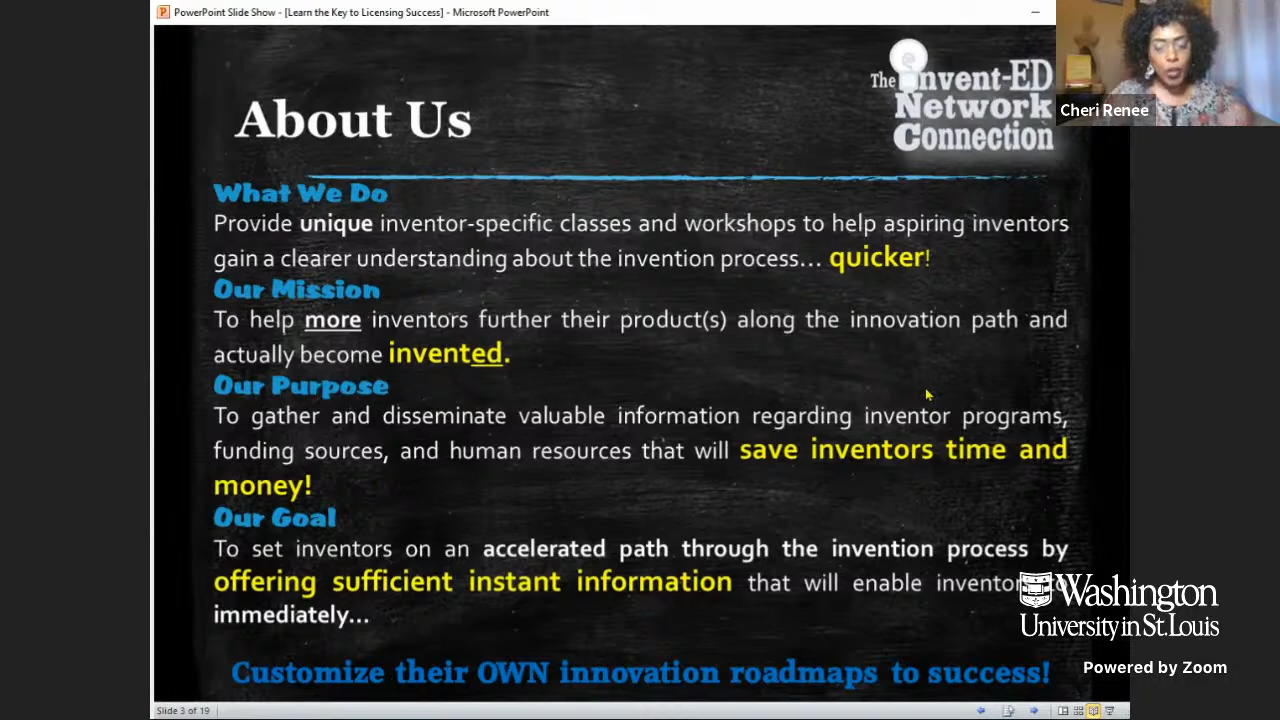 PowerPoint Slide Show - [Learn the Key to Licensing Success] - Microsoft PowerPoint
The Invent-ED
Network
Connection
Cheri Renee
About Us
What We Do
Provide unique inventor-specific classes and workshops to help aspiring inventors
gain a clearer understanding about the invention process... quicker!
Our Mission
To help more inventors further their product(s) along the innovation path and
actually become invented.
Our Purpose
To gather and disseminate valuable information regarding inventor programs,
funding sources, and human resources that will save inventors time and
money!
Our Goal
To set inventors on an accelerated path through the invention process by
offering sufficient instant information that will enable
immediately...
Customize their OWN innovation roadmaps to success!
Washington
University in St. Louis
Powered by Zoom
Slide 3 of 19